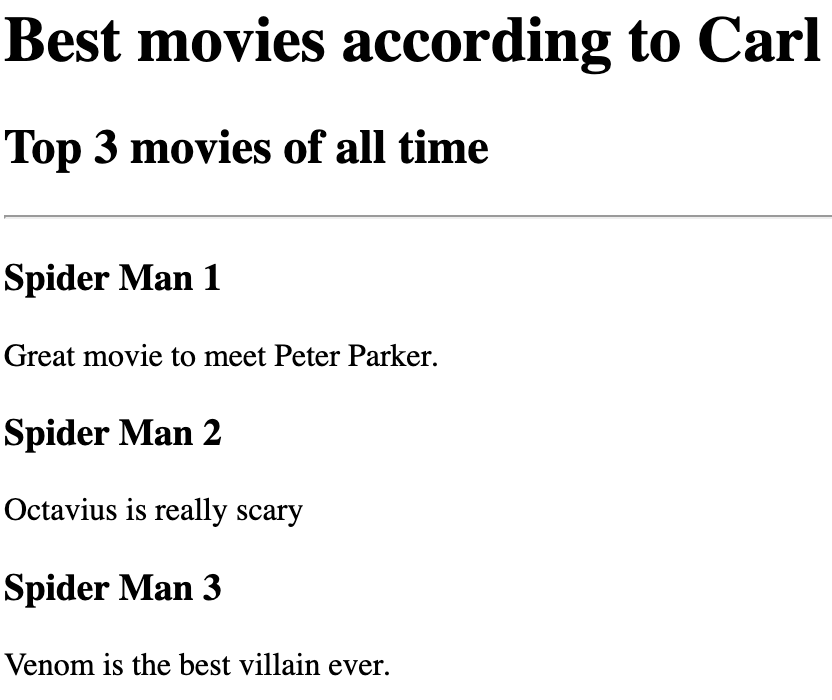 Best movies according to Carl
Top 3 movies of all time
Spider Man 1
Great movie to meet Peter Parker.
Spider Man 2
Octavius is really scary
Spider Man 3
Venom is the best villain ever.